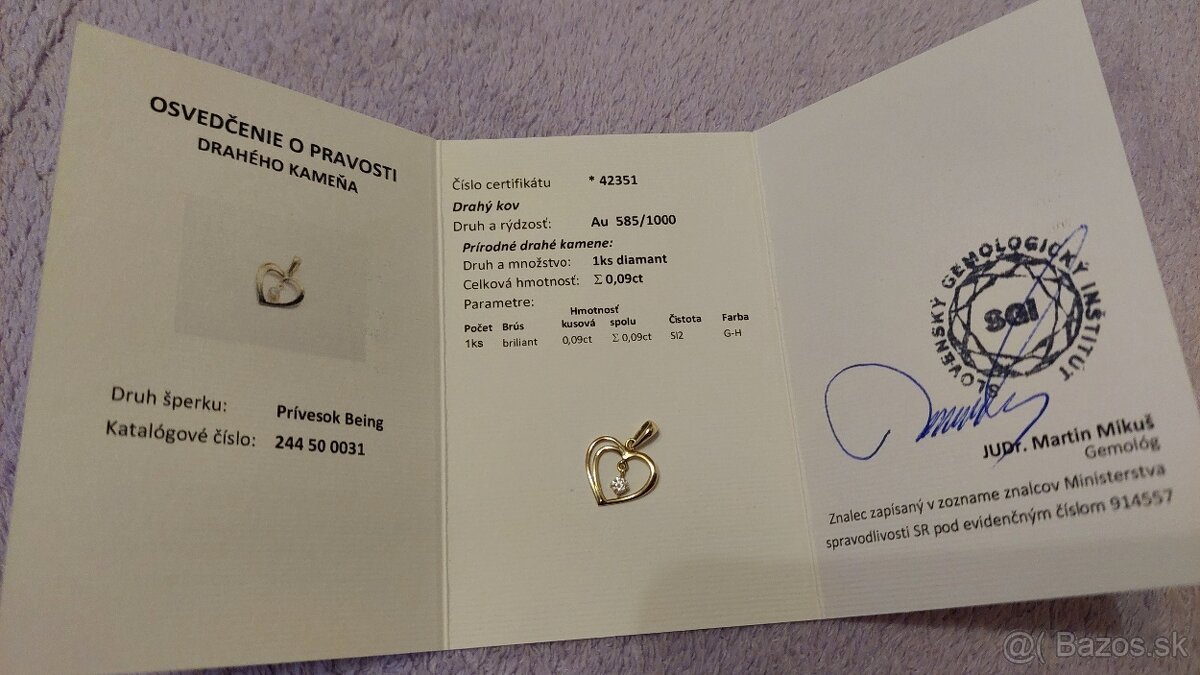 OSVEDČENIE O PRAVOSTI
DRAHÉHO KAMEŇA
Druh šperku: Prívesok Being
Katalógové číslo: 244 50 0031
Číslo certifikátu * 42351
Drahý kov
Druh a rýdzosť: Au 585/1000
Prírodné drahé kamene:
Druh a množstvo: 1ks diamant
Celková hmotnosť: Σ 0,09ct
Parametre:
Hmotnosť
Počet Brús kusová spolu Čistota Farba
1ks briliant 0,09ct Σ 0,09ct SI2 G-H
SLOVENSKÝ GEMOLOGICKÝ INŠTITÚT
SGI
JUDr. Martin Mikuš
Gemológ
Znalec zapísaný v zozname znalcov Ministerstva
spravodlivosti SR pod evidenčným číslom 914557
@( Bazos.sk